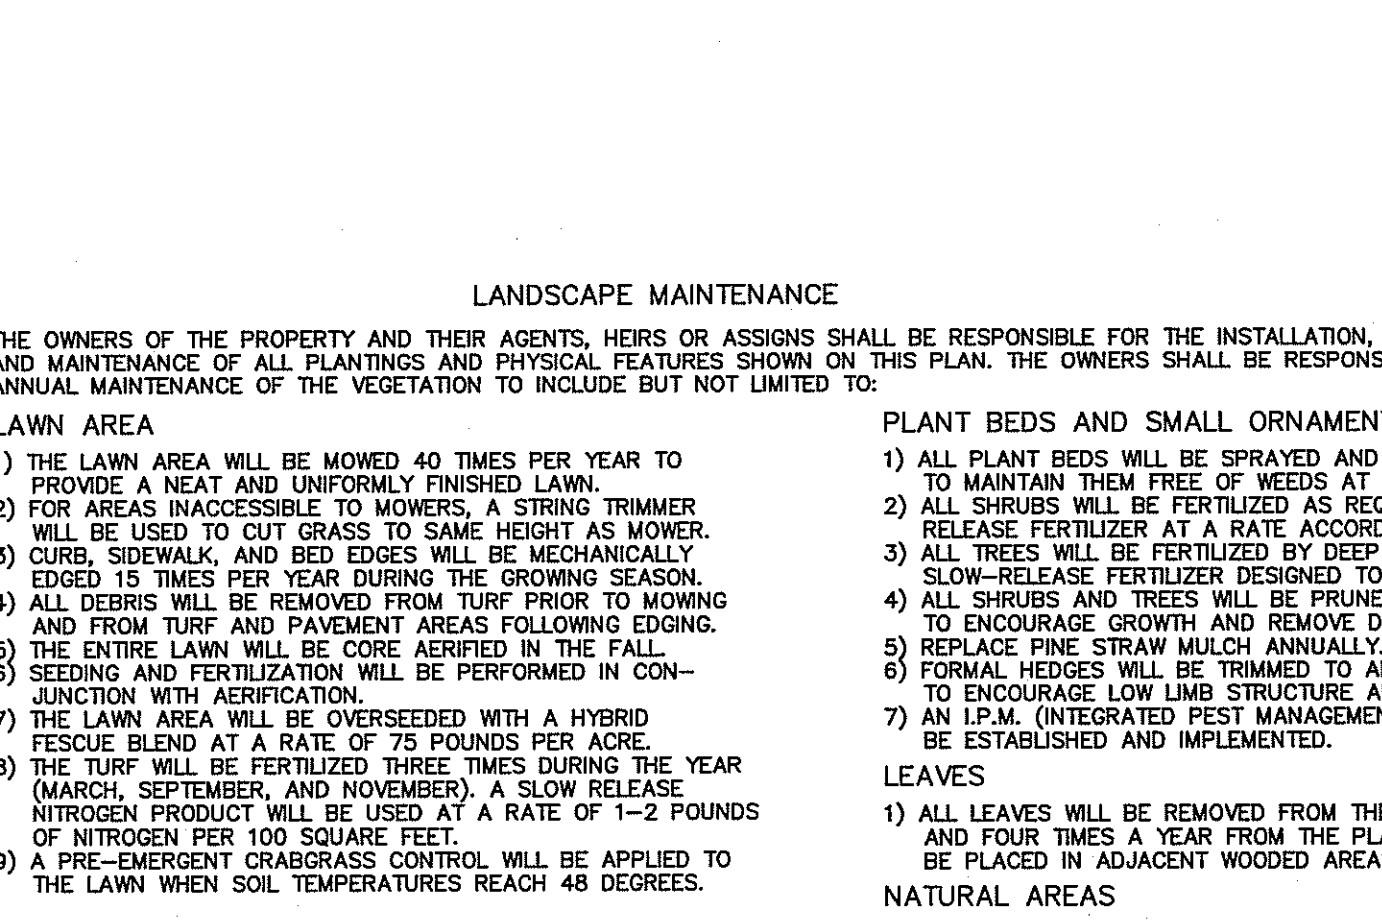 LANDSCAPE MAINTENANCE
THE OWNERS OF THE PROPERTY AND THEIR AGENTS, HEIRS OR ASSIGNS SHALL BE RESPONSIBLE FOR THE INSTALLATION,
AND MAINTENANCE OF ALL PLANTINGS AND PHYSICAL FEATURES SHOWN ON THIS PLAN. THE OWNERS SHALL BE RESPONS
ANNUAL MAINTENANCE OF THE VEGETATION TO INCLUDE BUT NOT LIMITED TO:
LAWN AREA
) THE LAWN AREA WILL BE MOWED 40 TIMES PER YEAR TO
PROVIDE A NEAT AND UNIFORMLY FINISHED LAWN.
2) FOR AREAS INACCESSIBLE TO MOWERS, A STRING TRIMMER
WILL BE USED TO CUT GRASS TO SAME HEIGHT AS MOWER.
3) CURB, SIDEWALK, AND BED EDGES WILL BE MECHANICALLY
EDGED 15 TIMES PER YEAR DURING THE GROWING SEASON.
4) ALL DEBRIS WILL BE REMOVED FROM TURF PRIOR TO MOWING
AND FROM TURF AND PAVEMENT AREAS FOLLOWING EDGING.
5) THE ENTIRE LAWN WILL BE CORE AERIFIED IN THE FALL.
6) SEEDING AND FERTILIZATION WILL BE PERFORMED IN CON-
JUNCTION WITH AERIFICATION.
7) THE LAWN AREA WILL BE OVERSEEDED WITH A HYBRID
FESCUE BLEND AT A RATE OF 75 POUNDS PER ACRE.
8) THE TURF WILL BE FERTILIZED THREE TIMES DURING THE YEAR
(MARCH, SEPTEMBER, AND NOVEMBER). A SLOW RELEASE
NITROGEN PRODUCT WILL BE USED AT A RATE OF 1-2 POUNDS
OF NITROGEN PER 100 SQUARE FEET.
9) A PRE-EMERGENT CRABGRASS CONTROL WILL BE APPLIED TO
THE LAWN WHEN SOIL TEMPERATURES REACH 48 DEGREES.
PLANT BEDS AND SMALL ORNAMENT
1) ALL PLANT BEDS WILL BE SPRAYED AND
TO MAINTAIN THEM FREE OF WEEDS AT
2) ALL SHRUBS WILL BE FERTILIZED AS REQ
RELEASE FERTILIZER AT A RATE ACCORD
3) ALL TREES WILL BE FERTILIZED BY DEEP
SLOW-RELEASE FERTILIZER DESIGNED TO
4) ALL SHRUBS AND TREES WILL BE PRUNE
TO ENCOURAGE GROWTH AND REMOVE D
5) REPLACE PINE STRAW MULCH ANNUALLY.
6) FORMAL HEDGES WILL BE TRIMMED TO A
TO ENCOURAGE LOW LIMB STRUCTURE A
7) AN I.P.M. (INTEGRATED PEST MANAGEMEN
BE ESTABLISHED AND IMPLEMENTED.
LEAVES
1) ALL LEAVES WILL BE REMOVED FROM THE
AND FOUR TIMES A YEAR FROM THE PLA
BE PLACED IN ADJACENT WOODED AREA
NATURAL AREAS